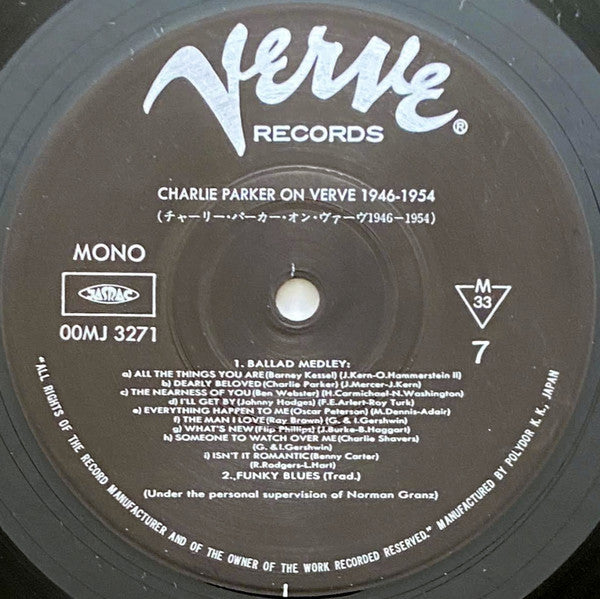 Verve®
RECORDS
CHARLIE PARKER ON VERVE 1946-1954
(チャーリー・パーカー・オン・ヴァーヴ1946−1954)
MONO
JASRAC
00MJ 3271
M
33
7
1. BALLAD MEDLEY:
a) ALL THE THINGS YOU ARE (Barney Kessel) (J.Kern-O.Hammerstein II)
b) DEARLY BELOVED (Charlie Parker) (J.Mercer-J.Kern)
c) THE NEARNESS OF YOU (Ben Webster) (H.Carmichael-N.Washington)
d) I'LL GET BY (Johnny Hodges) (F.E.Arlert-Roy Turk)
e) EVERYTHING HAPPEN TO ME (Oscar Peterson) (M.Dennis-Adair)
f) THE MAN I LOVE (Ray Brown) (G. & I.Gershwin)
g) WHAT'S NEW (Flip Phillips) (J.Burke-B.Haggart)
h) SOMEONE TO WATCH OVER ME (Charlie Shavers)
(G. & I.Gershwin)
i) ISN'T IT ROMANTIC (Benny Carter)
(R.Rodgers-L.Hart)
2., FUNKY BLUES (Trad.)
(Under the personal supervision of Norman Granz)
"ALL RIGHTS OF THE RECORD MANUFACTURER AND OF THE OWNER OF THE WORK RECORDED RESERVED." MANUFACTURED BY POLYDOR K.K., JAPAN